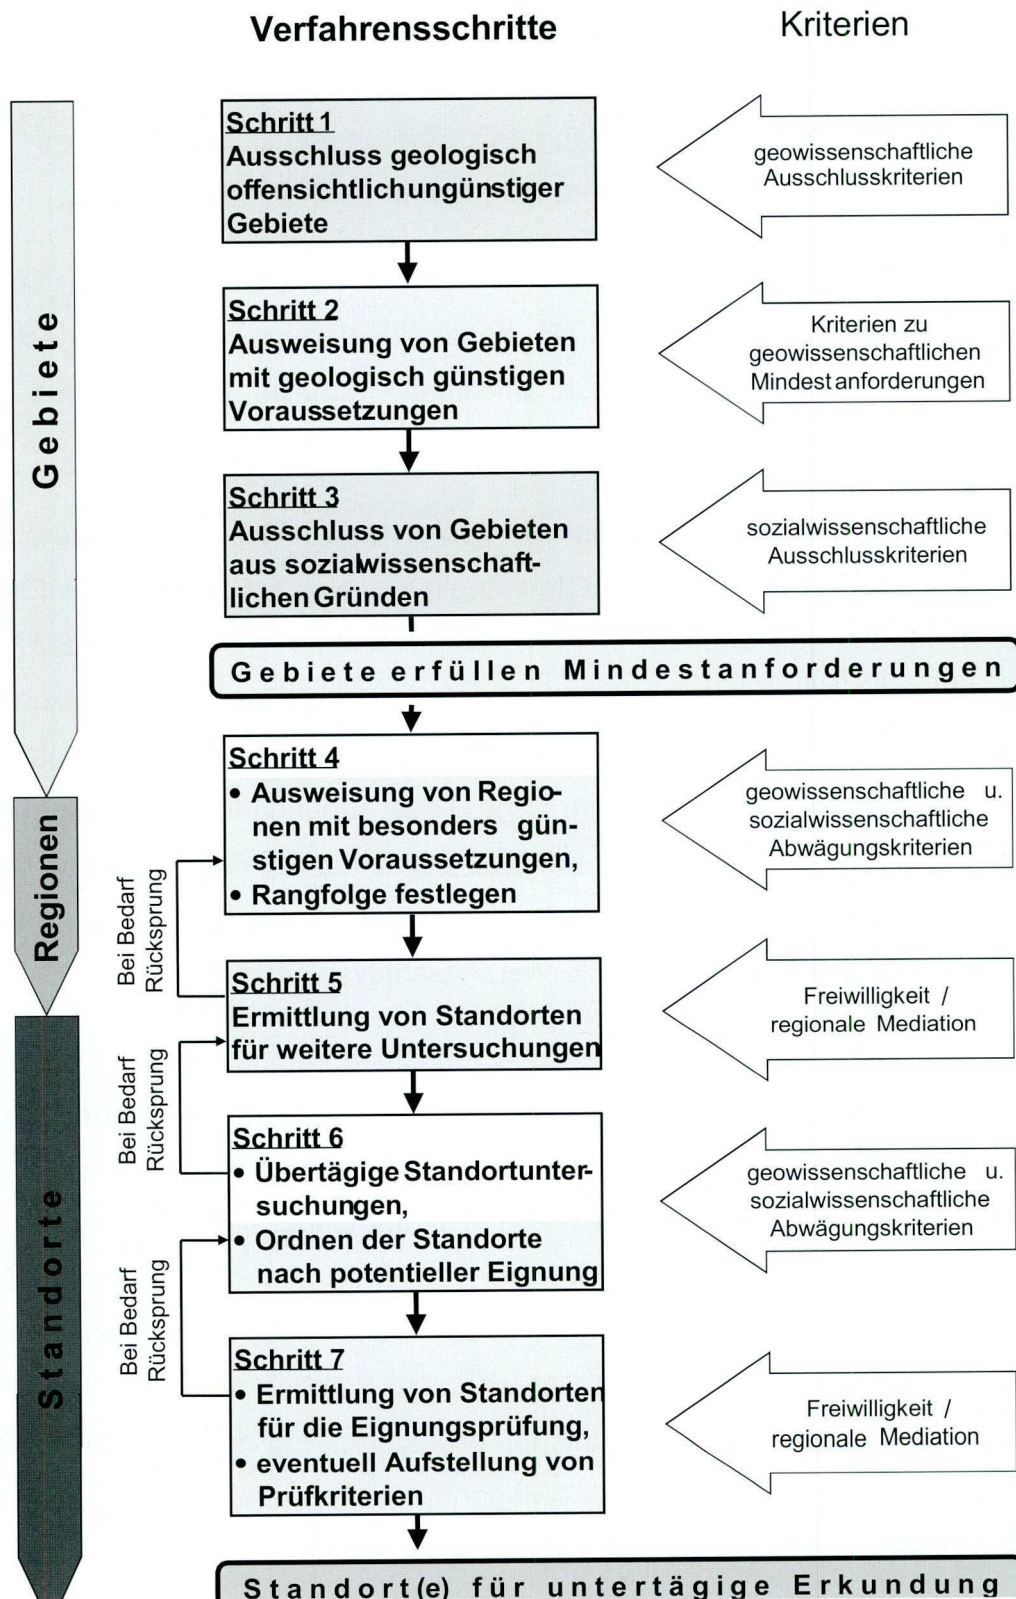 Verfahrensschritte
Kriterien
Gebiete
Regionen
Standorte
Schritt 1
Ausschluss geologisch
offensichtlich ungünstiger
Gebiete
geowissenschaftliche
Ausschlusskriterien
Schritt 2
Ausweisung von Gebieten
mit geologisch günstigen
Voraussetzungen
Kriterien zu
geowissenschaftlichen
Mindestanforderungen
Schritt 3
Ausschluss von Gebieten
aus sozialwissenschaft-
lichen Gründen
sozialwissenschaftliche
Ausschlusskriterien
Gebiete erfüllen Mindestanforderungen
Schritt 4
• Ausweisung von Regio-
nen mit besonders gün-
stigen Voraussetzungen,
• Rangfolge festlegen
geowissenschaftliche u.
sozialwissenschaftliche
Abwägungskriterien
Bei Bedarf
Rücksprung
Schritt 5
Ermittlung von Standorten
für weitere Untersuchungen
Freiwilligkeit /
regionale Mediation
Bei Bedarf
Rücksprung
Schritt 6
• Übertägige Standortunter-
suchungen,
• Ordnen der Standorte
nach potentieller Eignung
geowissenschaftliche u.
sozialwissenschaftliche
Abwägungskriterien
Bei Bedarf
Rücksprung
Schritt 7
• Ermittlung von Standorten
für die Eignungsprüfung,
• eventuell Aufstellung von
Prüfkriterien
Freiwilligkeit /
regionale Mediation
Standort(e) für untertägige Erkundung